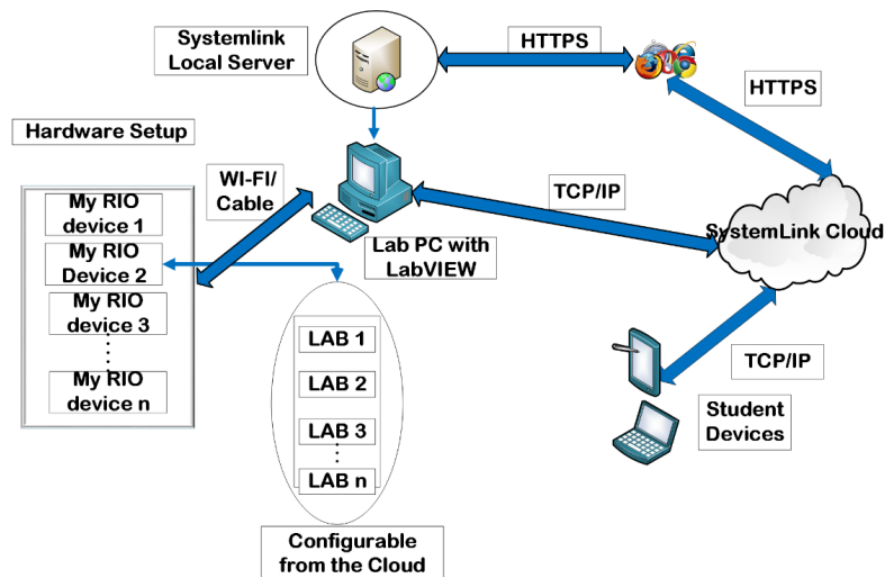 Systemlink
Local Server
HTTPS
HTTPS
Hardware Setup
WI-FI/
Cable
TCP/IP
SystemLink Cloud
My RIO
device 1
My RIO
Device 2
My RIO
device 3
My RIO
device n
Lab PC with
LabVIEW
LAB 1
LAB 2
LAB 3
LAB n
TCP/IP
Student
Devices
Configurable
from the Cloud